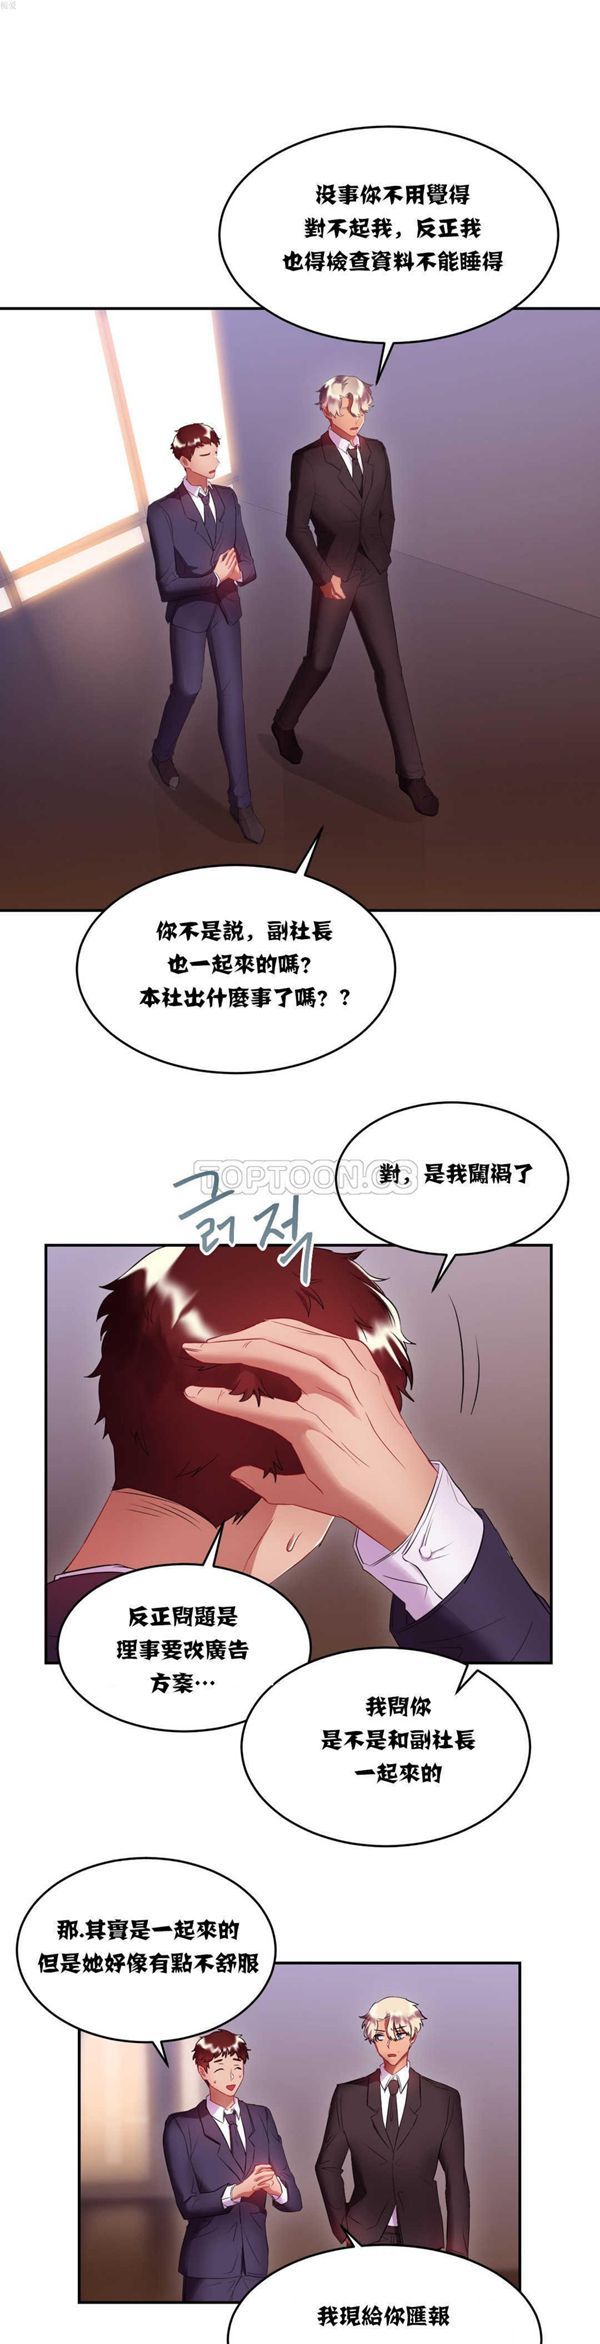 没事你不用覺得
對不起我，反正我
也得檢查資料不能睡得
你不是說，副社長
也一起來的嗎？
本社出什麼事了嗎？？
對，是我闖禍了
TOPTOON.CC
긁적
反正問題是
理事要改廣告
方案…
我問你
是不是和副社長
一起來的
那.其實是一起來的
但是她好像有點不舒服
我現給你匯報